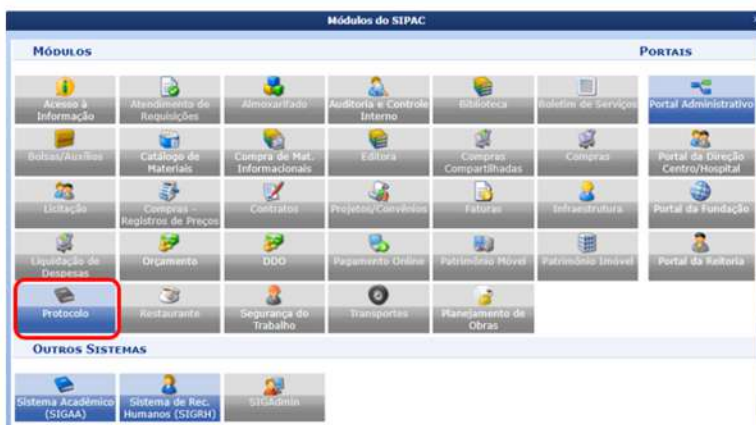 Módulos do SIPAC
MÓDULOS
PORTAIS
Acesso à
Informação
Atendimento de
Requisições
Almoxarifado
Auditoria e Controle
Interno
Biblioteca
Boletim de Serviços
Portal Administrativo
Bolsas/Auxílios
Catálogo de
Materiais
Compra de Mat.
Informacionais
Editora
Compras
Compartilhadas
Compras
Portal da Direção
Centro/Hospital
Licitação
Compras -
Registros de Preços
Contratos
Projetos/Convênios
Faturas
Infraestrutura
Portal da Fundação
Liquidação de
Despesas
Orçamento
DDO
Pagamento Online
Patrimônio Móvel
Patrimônio Imóvel
Portal da Reitoria
Protocolo
Restaurante
Segurança do
Trabalho
Transportes
Planejamento de
Obras
OUTROS SISTEMAS
Sistema Acadêmico
(SIGAA)
Sistema de Rec.
Humanos (SIGRH)
SIGAdmin